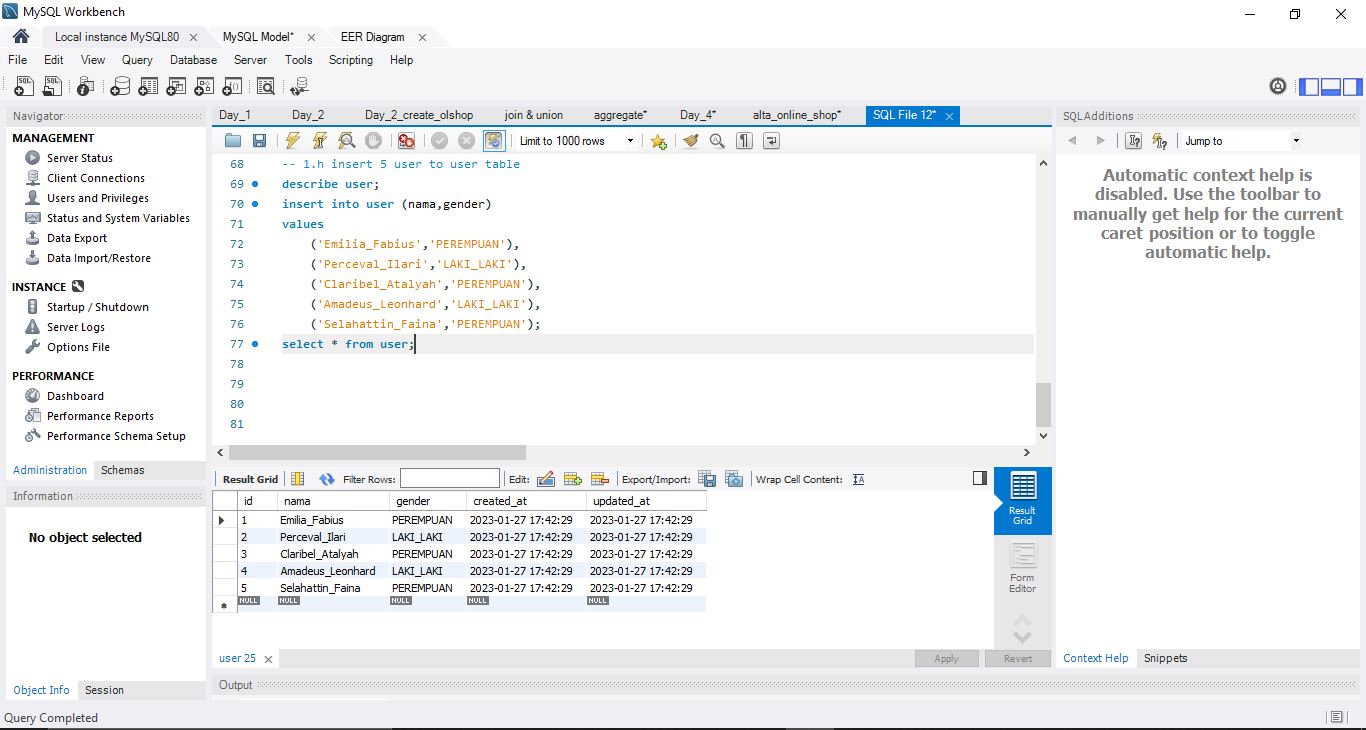 MySQL Workbench
Local instance MySQL80 MySQL Model* EER Diagram
File Edit View Query Database Server Tools Scripting Help
Navigator
MANAGEMENT
Server Status
Client Connections
Users and Privileges
Status and System Variables
Data Export
Data Import/Restore
INSTANCE
Startup / Shutdown
Server Logs
Options File
PERFORMANCE
Dashboard
Performance Reports
Performance Schema Setup
Administration Schemas
Information
No object selected
Object Info Session
Day_1 Day_2 Day_2_create_olshop join & union aggregate* Day_4* alta_online_shop* SQL File 12*
Limit to 1000 rows
68 -- 1.h insert 5 user to user table
69 describe user;
70 insert into user (nama,gender)
71 values
72 ('Emilia_Fabius','PEREMPUAN'),
73 ('Perceval_Ilari','LAKI_LAKI'),
74 ('Claribel_Atalyah','PEREMPUAN'),
75 ('Amadeus_Leonhard','LAKI_LAKI'),
76 ('Selahattin_Faina','PEREMPUAN');
77 select * from user;
78
79
80
81
Result Grid Filter Rows: Edit: Export/Import: Wrap Cell Content:
id nama gender created_at updated_at
1 Emilia_Fabius PEREMPUAN 2023-01-27 17:42:29 2023-01-27 17:42:29
2 Perceval_Ilari LAKI_LAKI 2023-01-27 17:42:29 2023-01-27 17:42:29
3 Claribel_Atalyah PEREMPUAN 2023-01-27 17:42:29 2023-01-27 17:42:29
4 Amadeus_Leonhard LAKI_LAKI 2023-01-27 17:42:29 2023-01-27 17:42:29
5 Selahattin_Faina PEREMPUAN 2023-01-27 17:42:29 2023-01-27 17:42:29
NULL NULL NULL NULL NULL
Result
Grid
Form
Editor
user 25 Apply Revert
Output
SQLAdditions
Jump to
Automatic context help is
disabled. Use the toolbar to
manually get help for the current
caret position or to toggle
automatic help.
Context Help Snippets
Query Completed